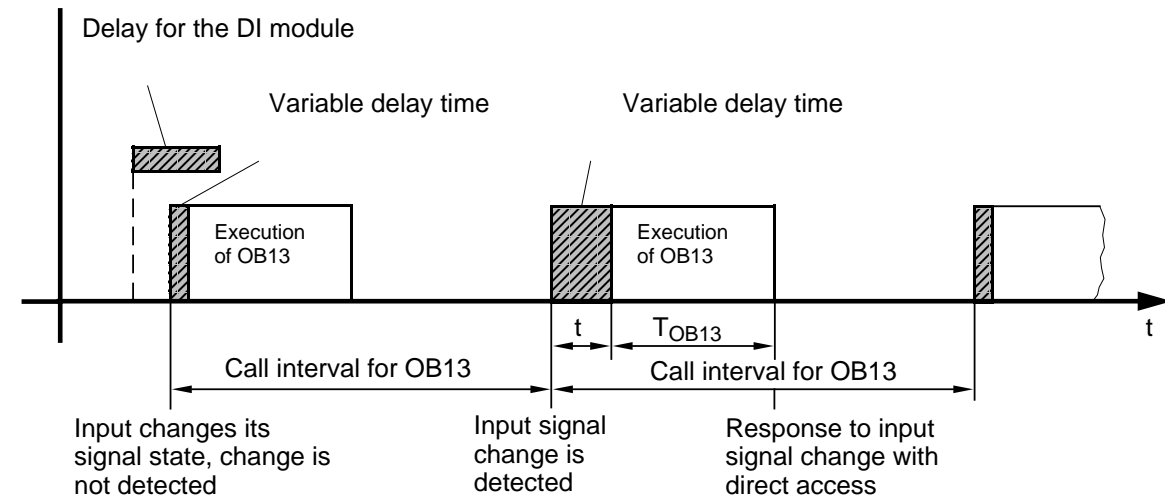 Delay for the DI module
Variable delay time
Variable delay time
Execution
of OB13
Execution
of OB13
t
t
TOB13
Call interval for OB13
Call interval for OB13
Input changes its
signal state, change is
not detected
Input signal
change is
detected
Response to input
signal change with
direct access